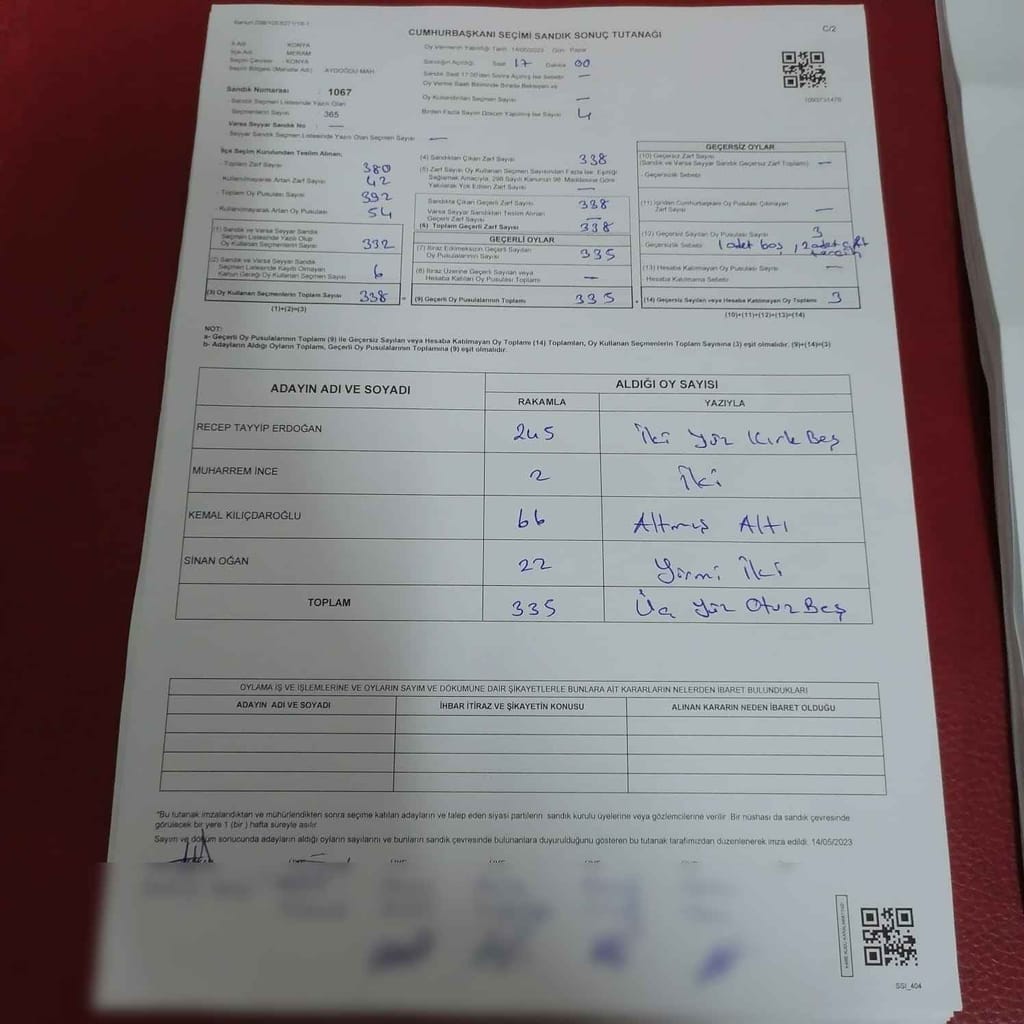 CUMHURBAŞKANI SEÇİMİ SANDIK SONUÇ TUTANAĞI
C/2
İl Adı : KONYA
İlçe Adı : MERAM
Seçim Çevresi : KONYA
Seçim Bölgesi (Mahalle Adı) : AYDOĞDU MAH.
Oy Vermenin Yapıldığı Tarih: 14/05/2023 Gün: Pazar
Sandığın Açıldığı: Saat 17 Dakika 00
Sandık Saat 17:00'den Sonra Açılmış İse Sebebi —
Oy Verme Saati Bitiminde Sırada Bekleyen ve
Oy Kullandırılan Seçmen Sayısı —
Birden Fazla Sayım Döküm Yapılmış İse Sayısı 4
Sandık Numarası : 1067
- Sandık Seçmen Listesinde Yazılı Olan
Seçmenlerin Sayısı : 365
Varsa Seyyar Sandık No : —
- Seyyar Sandık Seçmen Listesinde Yazılı Olan Seçmen Sayısı : —
İlçe Seçim Kurulundan Teslim Alınan;
- Toplam Zarf Sayısı 380
- Kullanılmayarak Artan Zarf Sayısı 42
- Toplam Oy Pusulası Sayısı 392
- Kullanılmayarak Artan Oy Pusulası 54
(1) Sandık ve Varsa Seyyar Sandık
Seçmen Listesinde Yazılı Olup
Oy Kullanan Seçmenlerin Sayısı 332
(2) Sandık ve Varsa Seyyar Sandık
Seçmen Listesinde Kayıtlı Olmayan
Kanun Gereği Oy Kullanan Seçmen Sayısı 6
(3) Oy Kullanan Seçmenlerin Toplam Sayısı 338
(1)+(2)=(3)
(4) Sandıktan Çıkan Zarf Sayısı 338
(5) Zarf Sayısı Oy Kullanan Seçmen Sayısından Fazla İse; Eşitliği
Sağlamak Amacıyla, 298 Sayılı Kanunun 98. Maddesine Göre
Yakılarak Yok Edilen Zarf Sayısı —
Sandıkta Çıkan Geçerli Zarf Sayısı 338
Varsa Seyyar Sandıktan Teslim Alınan
Geçerli Zarf Sayısı —
(6) Toplam Geçerli Zarf Sayısı 338
GEÇERLİ OYLAR
(7) İtiraz Edilmeksizin Geçerli Sayılan
Oy Pusulalarının Sayısı 335
(8) İtiraz Üzerine Geçerli Sayılan veya
Hesaba Katılan Oy Pusulası Toplamı —
(9) Geçerli Oy Pusulalarının Toplamı 335
GEÇERSİZ OYLAR
(10) Geçersiz Zarf Sayısı
(Sandık ve Varsa Seyyar Sandık Geçersiz Zarf Toplamı) —
- Geçersizlik Sebebi
(11) İçinden Cumhurbaşkanı Oy Pusulası Çıkmayan
Zarf Sayısı —
(12) Geçersiz Sayılan Oy Pusulası Sayısı 3
Geçersizlik Sebebi 1 adet boş, 2 adet çift
tercih
(13) Hesaba Katılmayan Oy Pusulası Sayısı —
Hesaba Katılmama Sebebi
(14) Geçersiz Sayılan veya Hesaba Katılmayan Oy Toplamı 3
(10)+(11)+(12)+(13)=(14)
NOT:
a- Geçerli Oy Pusulalarının Toplamı (9) ile Geçersiz Sayılan veya Hesaba Katılmayan Oy Toplamı (14) Toplamları, Oy Kullanan Seçmenlerin Toplam Sayısına (3) eşit olmalıdır. (9)+(14)=(3)
b- Adayların Aldığı Oyların Toplamı, Geçerli Oy Pusulalarının Toplamına (9) eşit olmalıdır.
ADAYIN ADI VE SOYADI ALDIĞI OY SAYISI
RAKAMLA YAZIYLA
RECEP TAYYİP ERDOĞAN 245 İki Yüz Kırk Beş
MUHARREM İNCE 2 İki
KEMAL KILIÇDAROĞLU 66 Altmış Altı
SİNAN OĞAN 22 Yirmi İki
TOPLAM 335 Üç Yüz Otuz Beş
OYLAMA İŞ VE İŞLEMLERİNE VE OYLARIN SAYIM VE DÖKÜMÜNE DAİR ŞİKAYETLERLE BUNLARA AİT KARARLARIN NELERDEN İBARET BULUNDUKLARI
ADAYIN ADI VE SOYADI İHBAR İTİRAZ VE ŞİKAYETİN KONUSU ALINAN KARARIN NEDEN İBARET OLDUĞU
*Bu tutanak imzalandıktan ve mühürlendikten sonra seçime katılan adayların ve talep eden siyasi partilerin sandık kurulu üyelerine veya gözlemcilerine verilir. Bir nüshası da sandık çevresinde
görülecek bir yere 1 (bir) hafta süreyle asılır.
Sayım ve döküm sonucunda adayların aldığı oyların sayılarını ve bunların sandık çevresinde bulunanlara duyurulduğunu gösteren bu tutanak tarafımızdan düzenlenerek imza edildi. 14/05/2023
SSI_404